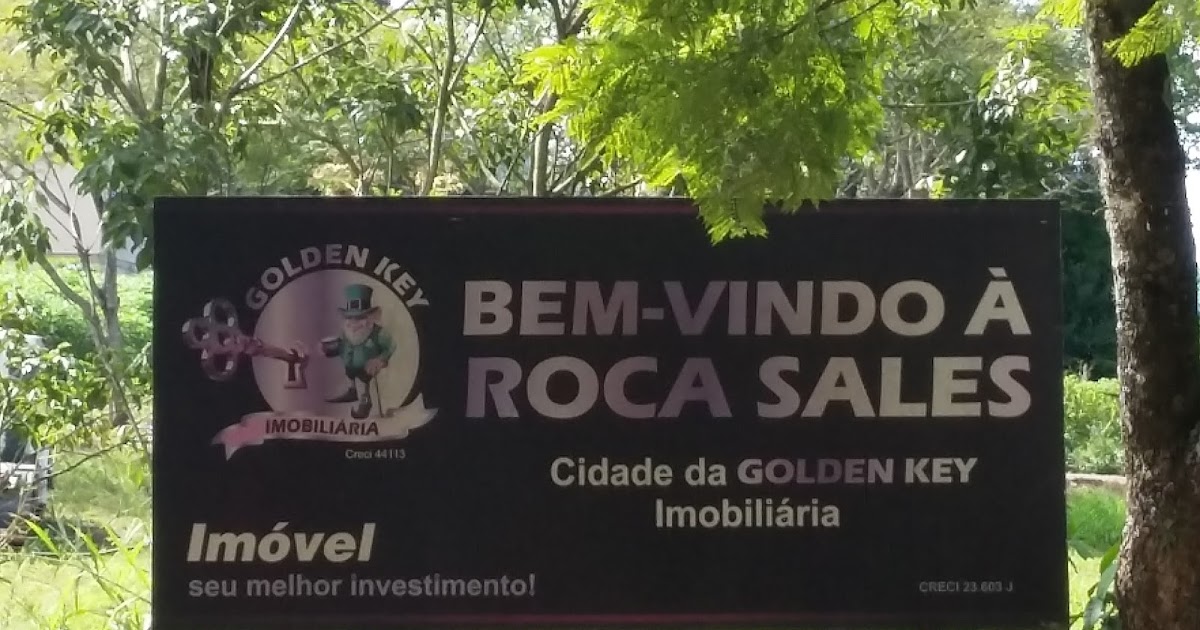 GOLDEN KEY
IMOBILIÁRIA
Creci 44113
BEM-VINDO À
ROCA SALES
Cidade da GOLDEN KEY
Imobiliária
Imóvel
seu melhor investimento!
CRECI 23.603 J